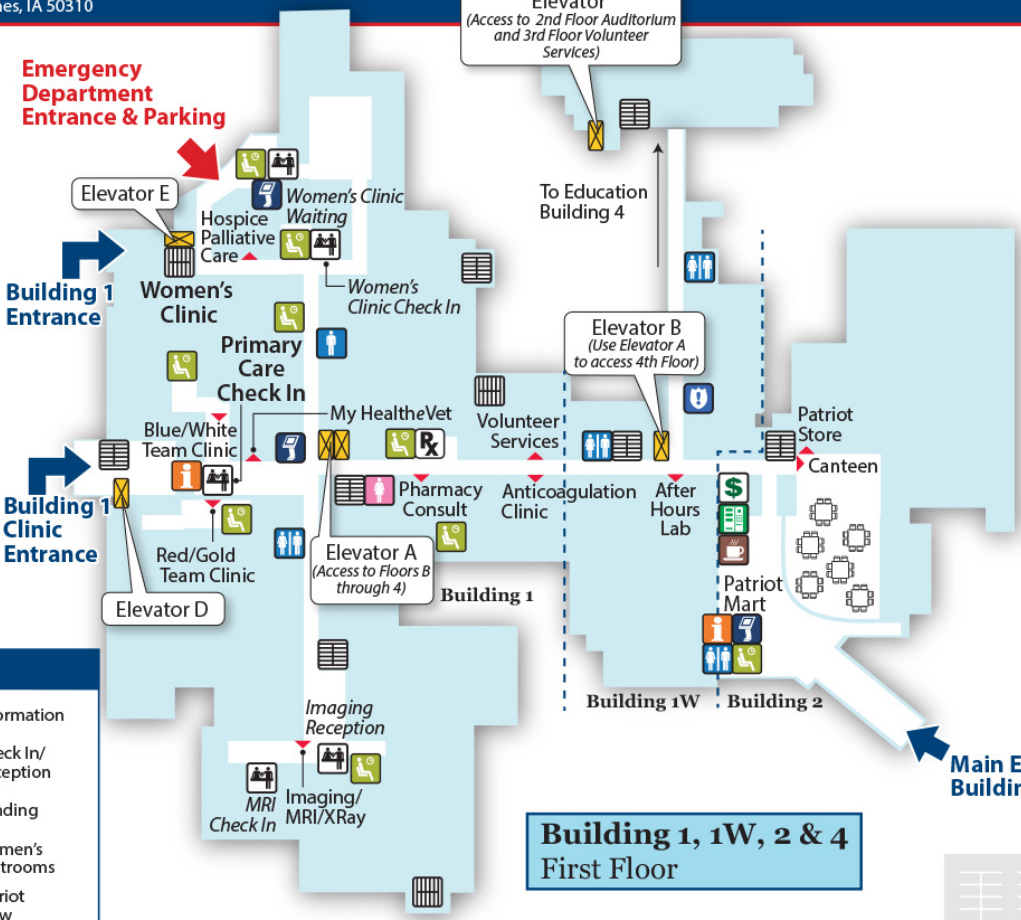 IA 50310
Elevator
(Access to 2nd Floor Auditorium
and 3rd Floor Volunteer
Services)
Emergency
Department
Entrance & Parking
Elevator E
Women's Clinic
Waiting
Hospice
Palliative
Care
To Education
Building 4
Building 1
Entrance
Women's
Clinic
Women's
Clinic Check In
Elevator B
(Use Elevator A
to access 4th Floor)
Primary
Care
Check In
My HealtheVet
Blue/White
Team Clinic
Rx
Volunteer
Services
Patriot
Store
Canteen
Pharmacy
Consult
Anticoagulation
Clinic
After
Hours
Lab
$
Building 1
Clinic
Entrance
Red/Gold
Team Clinic
Elevator A
(Access to Floors B
through 4)
Elevator D
Building 1
Patriot
Mart
Building 1W
Building 2
Imaging
Reception
MRI
Check In
Imaging/
MRI/XRay
Main
Building 1, 1W, 2 & 4
First Floor